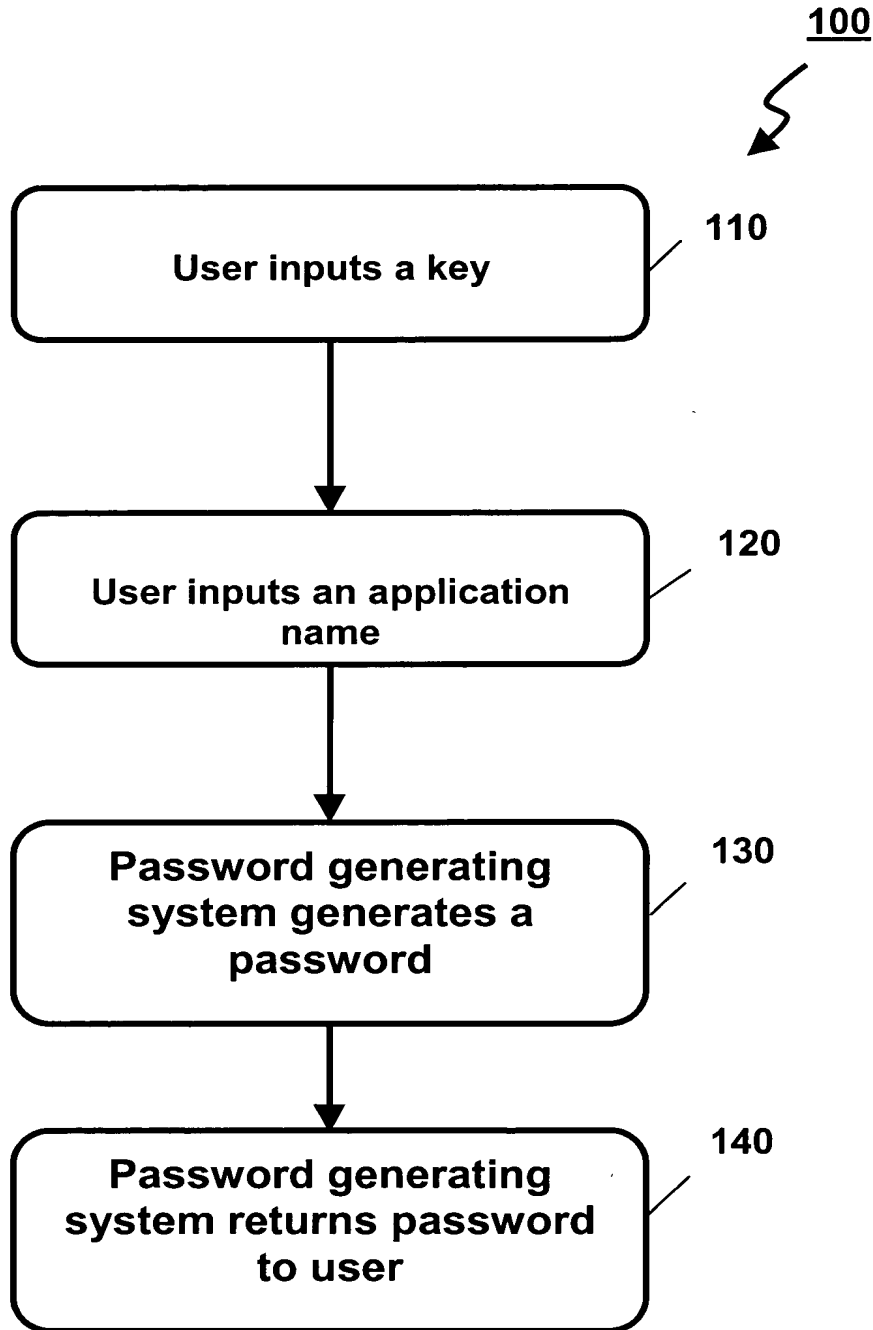 100
110
User inputs a key
120
User inputs an application
name
130
Password generating
system generates a
password
140
Password generating
system returns password
to user